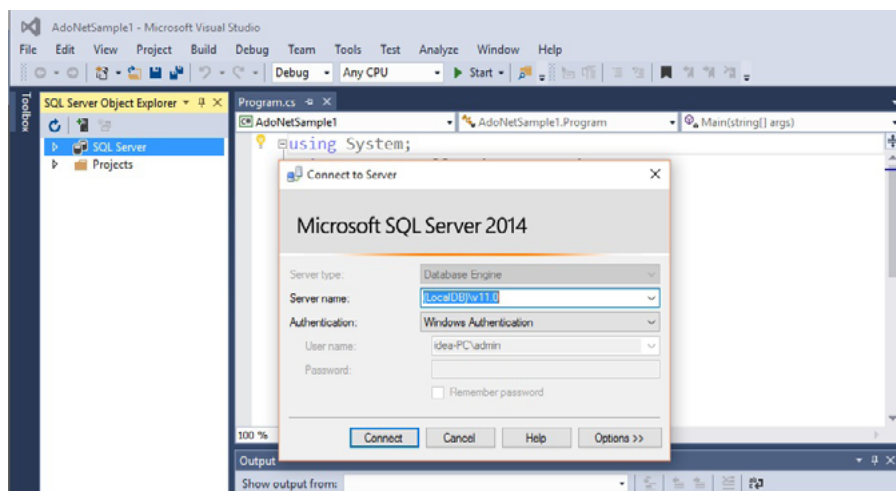 AdoNetSample1 - Microsoft Visual Studio
File Edit View Project Build Debug Team Tools Test Analyze Window Help
Debug Any CPU Start
Toolbox
SQL Server Object Explorer
Program.cs
AdoNetSample1 AdoNetSample1.Program Main(string[] args)
SQL Server
using System;
Projects
Connect to Server
Microsoft SQL Server 2014
Server type: Database Engine
Server name: (LocalDB)\v11.0
Authentication: Windows Authentication
User name: idea-PC\admin
Password:
Remember password
Connect Cancel Help Options >>
100 %
Output
Show output from: